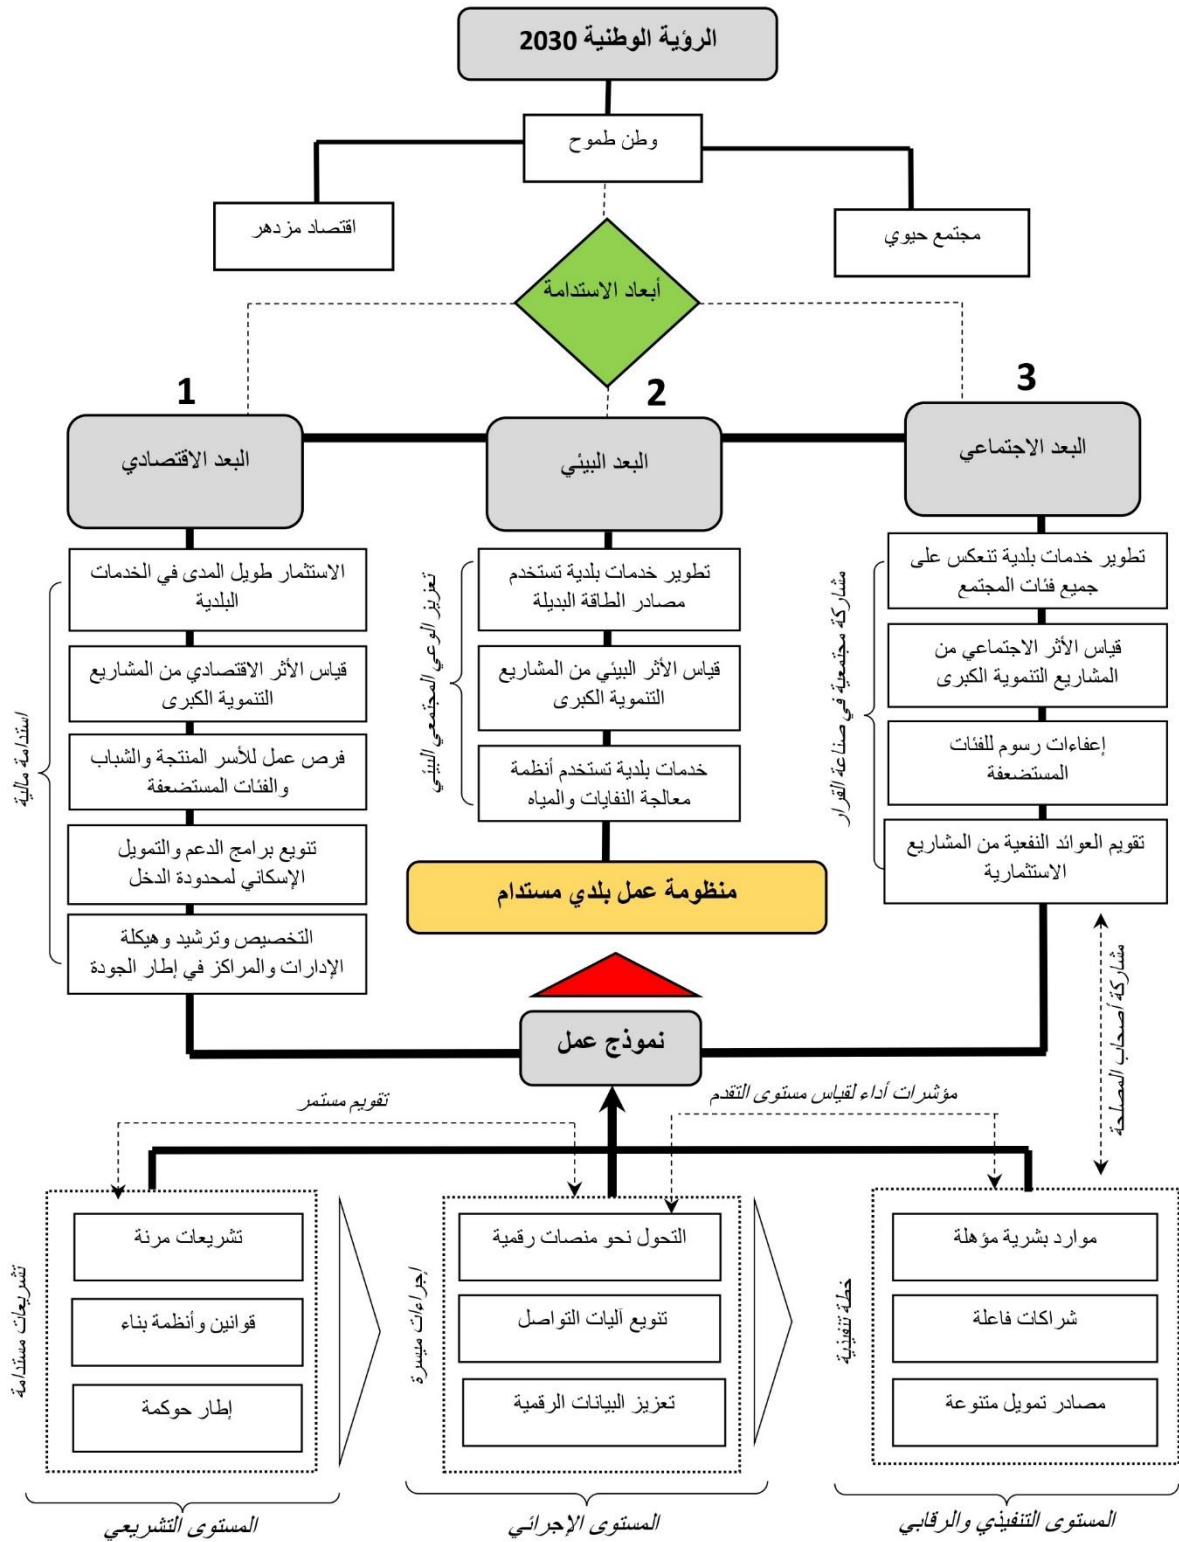 الرؤية الوطنية 2030
وطن طموح
مجتمع حيوي
اقتصاد مزدهر
أبعاد الاستدامة
3
2
1
البعد الاجتماعي
البعد البيئي
البعد الاقتصادي
تطوير خدمات بلدية تنعكس على
جميع فئات المجتمع
قياس الأثر الاجتماعي من
المشاريع التنموية الكبرى
إعفاءات رسوم للفئات
المستضعفة
تقويم العوائد النفعية من المشاريع
الاستثمارية
مشاركة مجتمعية في صناعة القرار
تطوير خدمات بلدية تستخدم
مصادر الطاقة البديلة
قياس الأثر البيئي من المشاريع
التنموية الكبرى
خدمات بلدية تستخدم أنظمة
معالجة النفايات والمياه
تعزيز الوعي المجتمعي البيئي
الاستثمار طويل المدى في الخدمات
البلدية
قياس الأثر الاقتصادي من المشاريع
التنموية الكبرى
فرص عمل للأسر المنتجة والشباب
والفئات المستضعفة
تنويع برامج الدعم والتمويل
الإسكاني لمحدودة الدخل
التخصيص وترشيد وهيكلة
الإدارات والمراكز في إطار الجودة
استدامة مالية
منظومة عمل بلدي مستدام
نموذج عمل
مشاركة أصحاب المصلحة
مؤشرات أداء لقياس مستوى التقدم
تقويم مستمر
موارد بشرية مؤهلة
شراكات فاعلة
مصادر تمويل متنوعة
خطة تنفيذية
المستوى التنفيذي والرقابي
التحول نحو منصات رقمية
تنويع آليات التواصل
تعزيز البيانات الرقمية
إجراءات ميسرة
المستوى الإجرائي
تشريعات مرنة
قوانين وأنظمة بناء
إطار حوكمة
تشريعات مستدامة
المستوى التشريعي